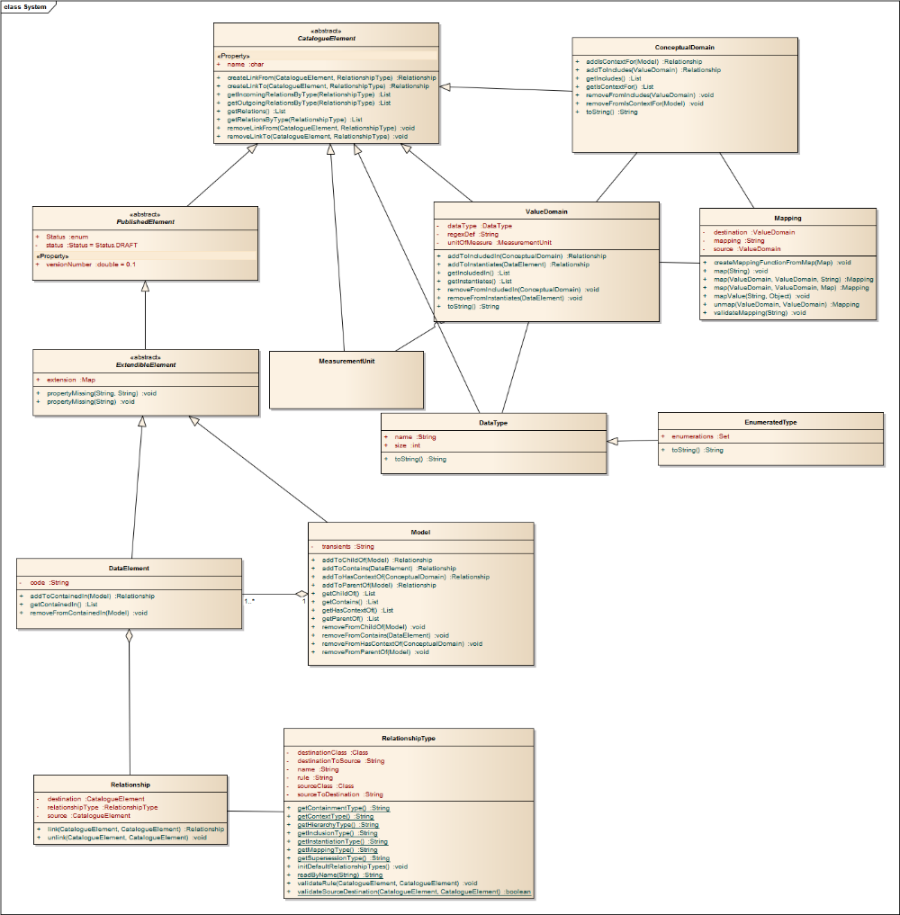 class System
«abstract»
CatalogueElement
«Property»
+ name :char
+ createLinkFrom(CatalogueElement, RelationshipType) :Relationship
+ createLinkTo(CatalogueElement, RelationshipType) :Relationship
+ getIncomingRelationsByType(RelationshipType) :List
+ getOutgoingRelationsByType(RelationshipType) :List
+ getRelations() :List
+ getRelationsByType(RelationshipType) :List
+ removeLinkFrom(CatalogueElement, RelationshipType) :void
+ removeLinkTo(CatalogueElement, RelationshipType) :void
ConceptualDomain
+ addIsContextFor(Model) :Relationship
+ addToIncludes(ValueDomain) :Relationship
+ getIncludes() :List
+ getIsContextFor() :List
+ removeFromIncludes(ValueDomain) :void
+ removeFromIsContextFor(Model) :void
+ toString() :String
«abstract»
PublishedElement
+ Status :enum
- status :Status = Status.DRAFT
«Property»
+ versionNumber :double = 0.1
ValueDomain
- dataType :DataType
- regexDef :String
- unitOfMeasure :MeasurementUnit
+ addToIncludedIn(ConceptualDomain) :Relationship
+ addToInstantiates(DataElement) :Relationship
+ getIncludedIn() :List
+ getInstantiates() :List
+ removeFromIncludedIn(ConceptualDomain) :void
+ removeFromInstantiates(DataElement) :void
+ toString() :String
Mapping
- destination :ValueDomain
- mapping :String
- source :ValueDomain
+ createMappingFunctionFromMap(Map) :void
+ map(String) :void
+ map(ValueDomain, ValueDomain, String) :Mapping
+ map(ValueDomain, ValueDomain, Map) :Mapping
+ mapValue(String, Object) :void
+ unmap(ValueDomain, ValueDomain) :Mapping
+ validateMapping(String) :void
«abstract»
ExtendibleElement
+ extension :Map
+ propertyMissing(String, String) :void
+ propertyMissing(String) :void
MeasurementUnit
DataType
+ name :String
+ size :int
+ toString() :String
EnumeratedType
+ enumerations :Set
+ toString() :String
Model
- transients :String
+ addToChildOf(Model) :Relationship
+ addToContains(DataElement) :Relationship
+ addToHasContextOf(ConceptualDomain) :Relationship
+ addToParentOf(Model) :Relationship
+ getChildOf() :List
+ getContains() :List
+ getHasContextOf() :List
+ getParentOf() :List
+ removeFromChildOf(Model) :void
+ removeFromContains(DataElement) :void
+ removeFromHasContextOf(ConceptualDomain) :void
+ removeFromParentOf(Model) :void
DataElement
- code :String
+ addToContainedIn(Model) :Relationship
+ getContainedIn() :List
+ removeFromContainedIn(Model) :void
1..* 1
RelationshipType
- destinationClass :Class
- destinationToSource :String
- name :String
- rule :String
- sourceClass :Class
- sourceToDestination :String
+ getContainmentType() :String
+ getContextType() :String
+ getHierarchyType() :String
+ getInclusionType() :String
+ getInstantiationType() :String
+ getMappingType() :String
+ getSupersessionType() :String
+ initDefaultRelationshipTypes() :void
+ readByName(String) :String
+ validateRule(CatalogueElement, CatalogueElement) :void
+ validateSourceDestination(CatalogueElement, CatalogueElement) :boolean
Relationship
- destination :CatalogueElement
- relationshipType :RelationshipType
- source :CatalogueElement
+ link(CatalogueElement, CatalogueElement) :Relationship
+ unlink(CatalogueElement, CatalogueElement) :void